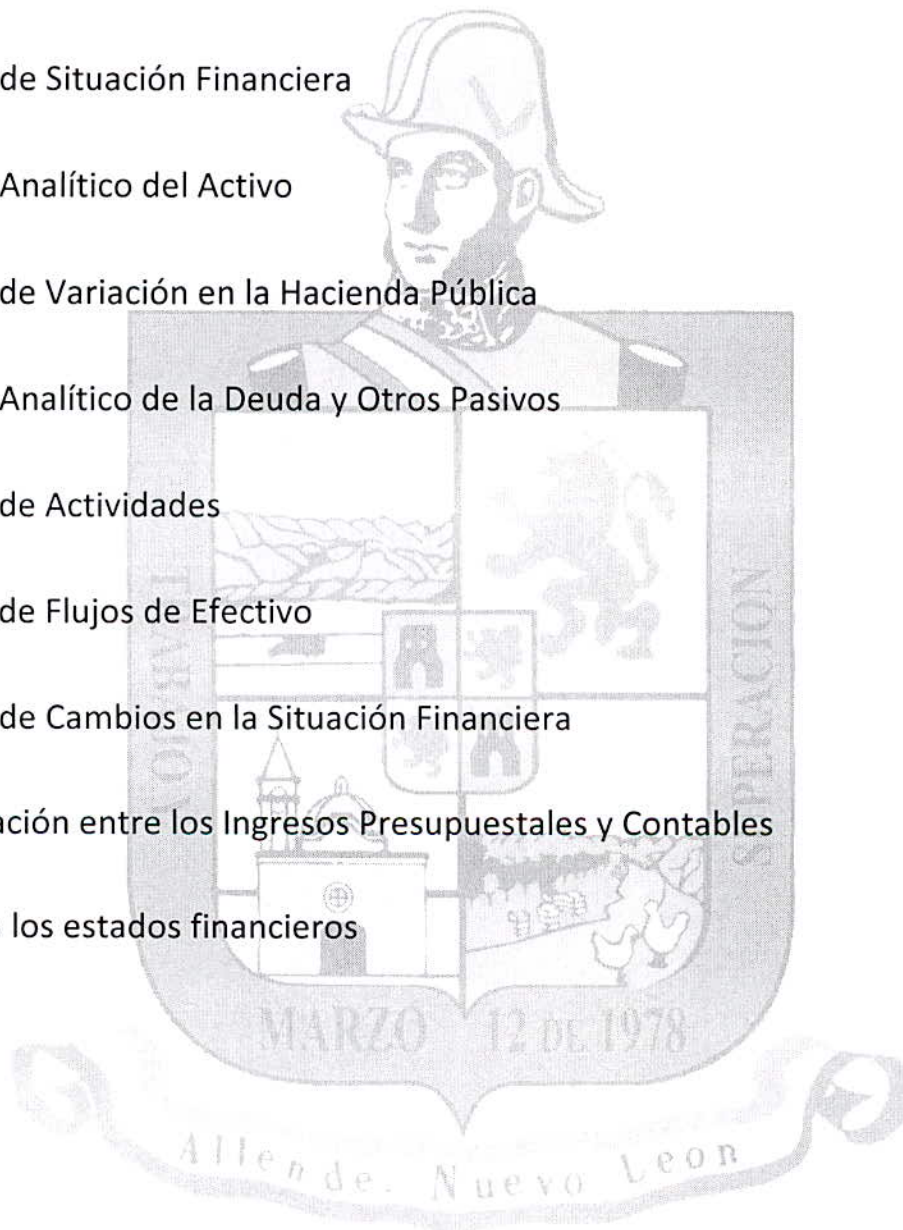 de Situación Financiera
Analítico del Activo
de Variación en la Hacienda Pública
Analítico de la Deuda y Otros Pasivos
de Actividades
de Flujos de Efectivo
de Cambios en la Situación Financiera
ación entre los Ingresos Presupuestales y Contables
los estados financieros
TRABAJO
SPERACION
MARZO 12 DE 1978
Allende. Nuevo Leon